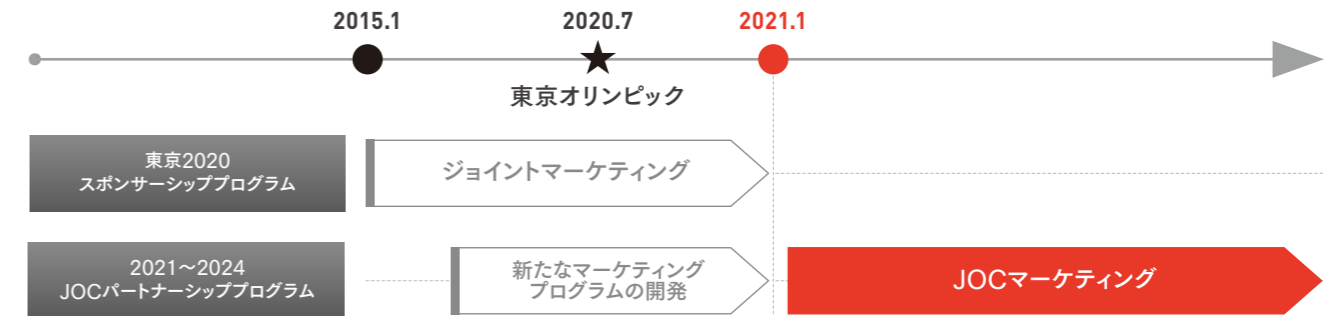 2015.1
2020.7
2021.1
東京オリンピック
東京2020
スポンサーシッププログラム
ジョイントマーケティング
2021〜2024
JOCパートナーシッププログラム
新たなマーケティング
プログラムの開発
JOCマーケティング